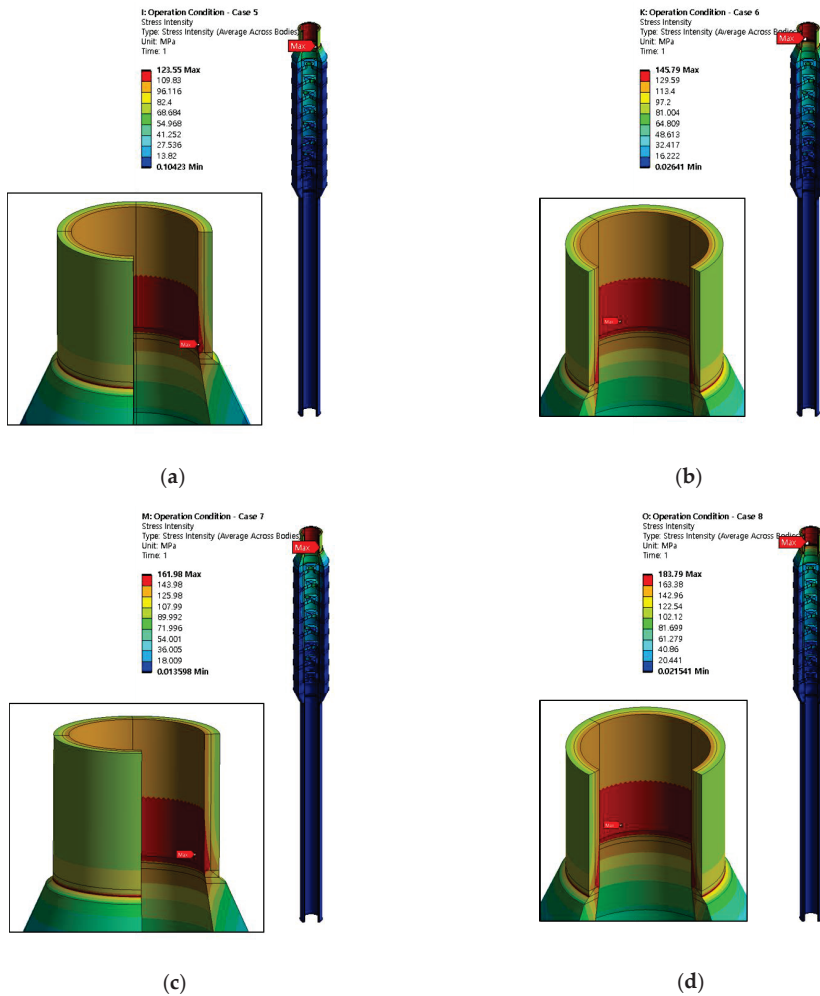 I: Operation Condition - Case 5
Stress Intensity
Type: Stress Intensity (Average Across Bodies)
Unit: MPa
Time: 1
123.55 Max
109.83
96.116
82.4
68.684
54.968
41.252
27.536
13.82
0.10423 Min
Max
Max
(a)
K: Operation Condition - Case 6
Stress Intensity
Type: Stress Intensity (Average Across Bodies)
Unit: MPa
Time: 1
145.79 Max
129.59
113.4
97.2
81.004
64.809
48.613
32.417
16.222
0.02641 Min
Max
Max
(b)
M: Operation Condition - Case 7
Stress Intensity
Type: Stress Intensity (Average Across Bodies)
Unit: MPa
Time: 1
161.98 Max
143.98
125.98
107.99
89.992
71.996
54.001
36.005
18.009
0.013598 Min
Max
Max
(c)
O: Operation Condition - Case 8
Stress Intensity
Type: Stress Intensity (Average Across Bodies)
Unit: MPa
Time: 1
183.79 Max
163.38
142.96
122.54
102.12
81.699
61.279
40.86
20.441
0.021541 Min
Max
Max
(d)